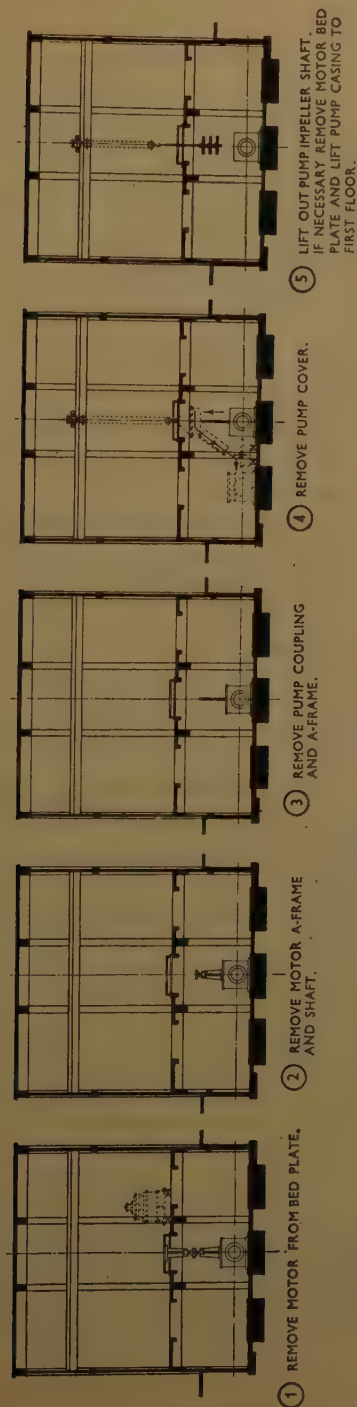 ① REMOVE MOTOR FROM BED PLATE.
② REMOVE MOTOR A-FRAME
AND SHAFT.
③ REMOVE PUMP COUPLING
AND A-FRAME.
④ REMOVE PUMP COVER.
⑤ LIFT OUT PUMP IMPELLER SHAFT.
IF NECESSARY REMOVE MOTOR BED
PLATE AND LIFT PUMP CASING TO
FIRST FLOOR.